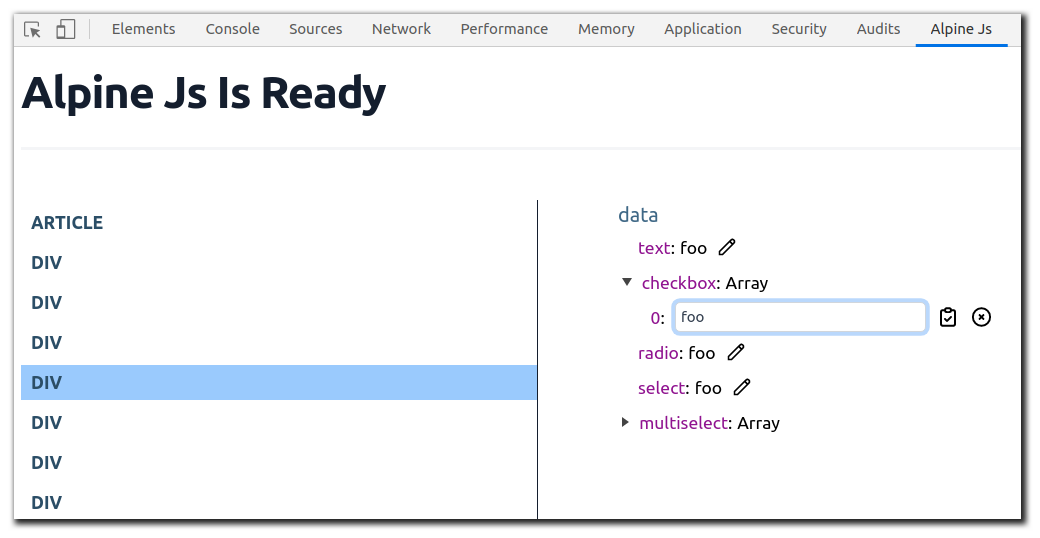 Elements Console Sources Network Performance Memory Application Security Audits Alpine Js
Alpine Js Is Ready
ARTICLE
DIV
DIV
DIV
DIV
DIV
DIV
DIV
data
text: foo
checkbox: Array
0: foo
radio: foo
select: foo
multiselect: Array